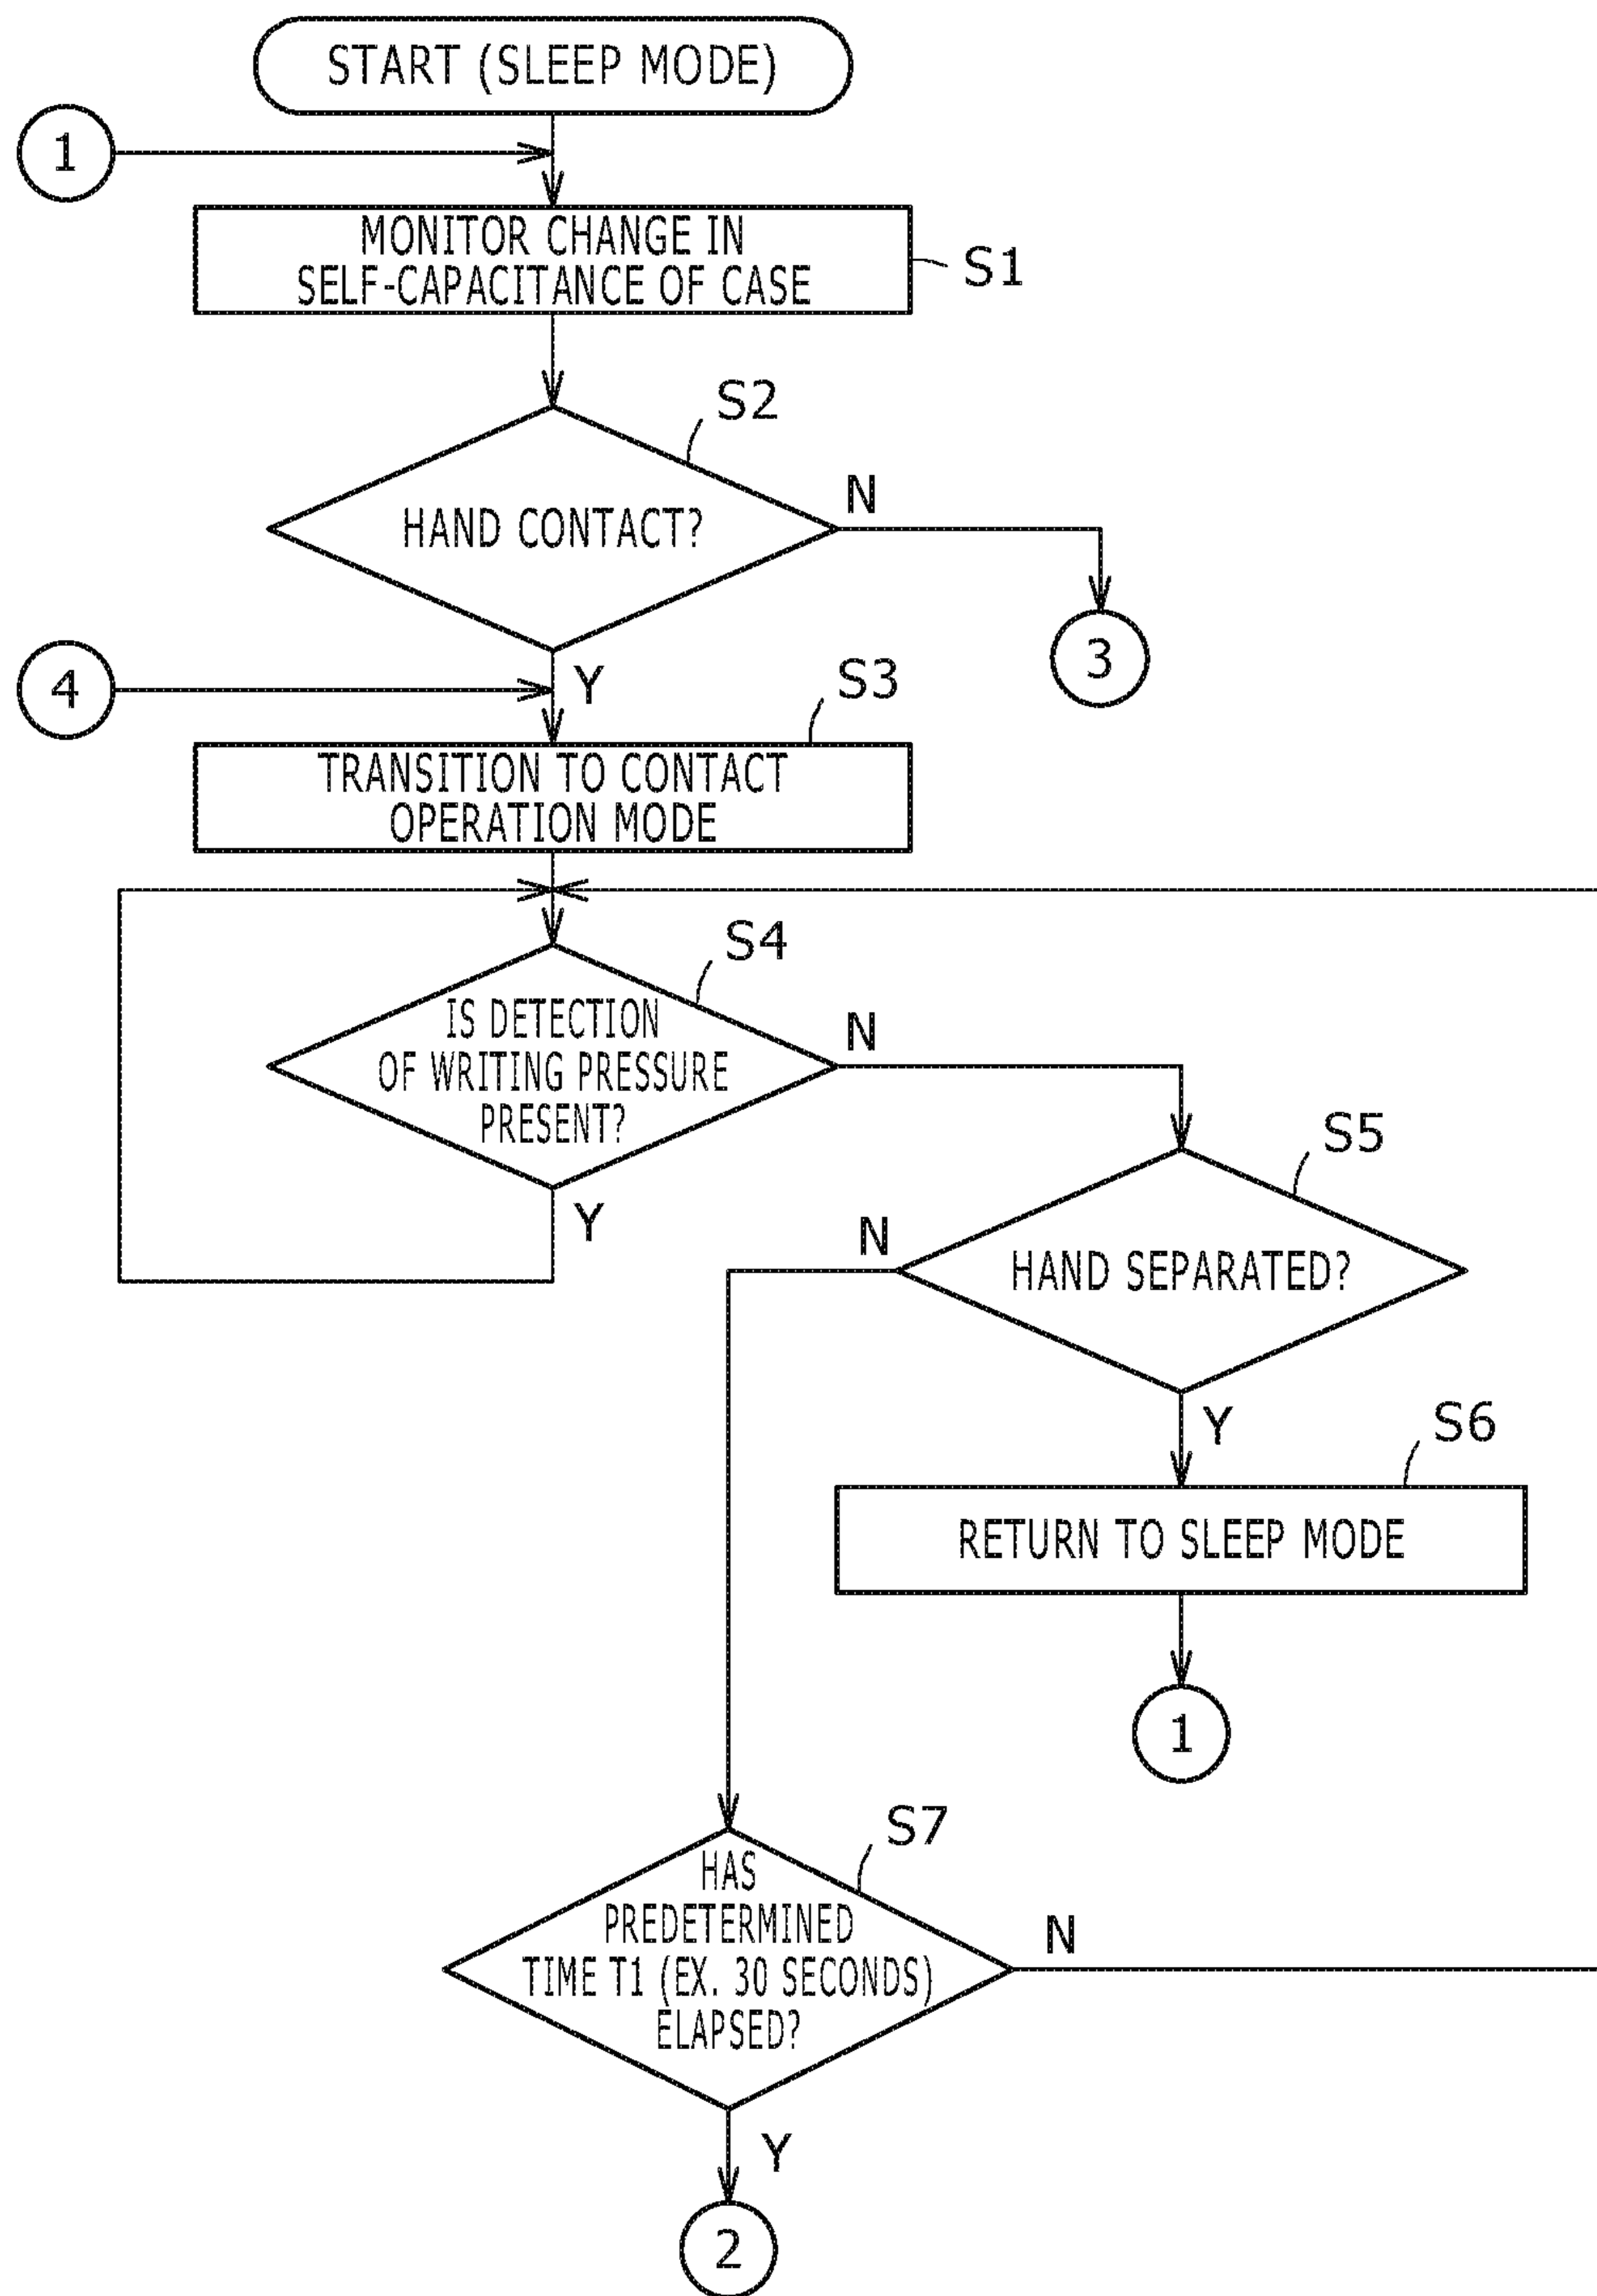 START (SLEEP MODE)
1
MONITOR CHANGE IN
SELF-CAPACITANCE OF CASE
S1
S2
HAND CONTACT?
N
3
4
Y
S3
TRANSITION TO CONTACT
OPERATION MODE
S4
IS DETECTION
OF WRITING PRESSURE
PRESENT?
N
Y
S5
HAND SEPARATED?
N
Y
S6
RETURN TO SLEEP MODE
1
S7
HAS
PREDETERMINED
TIME T1 (EX. 30 SECONDS)
ELAPSED?
N
Y
2